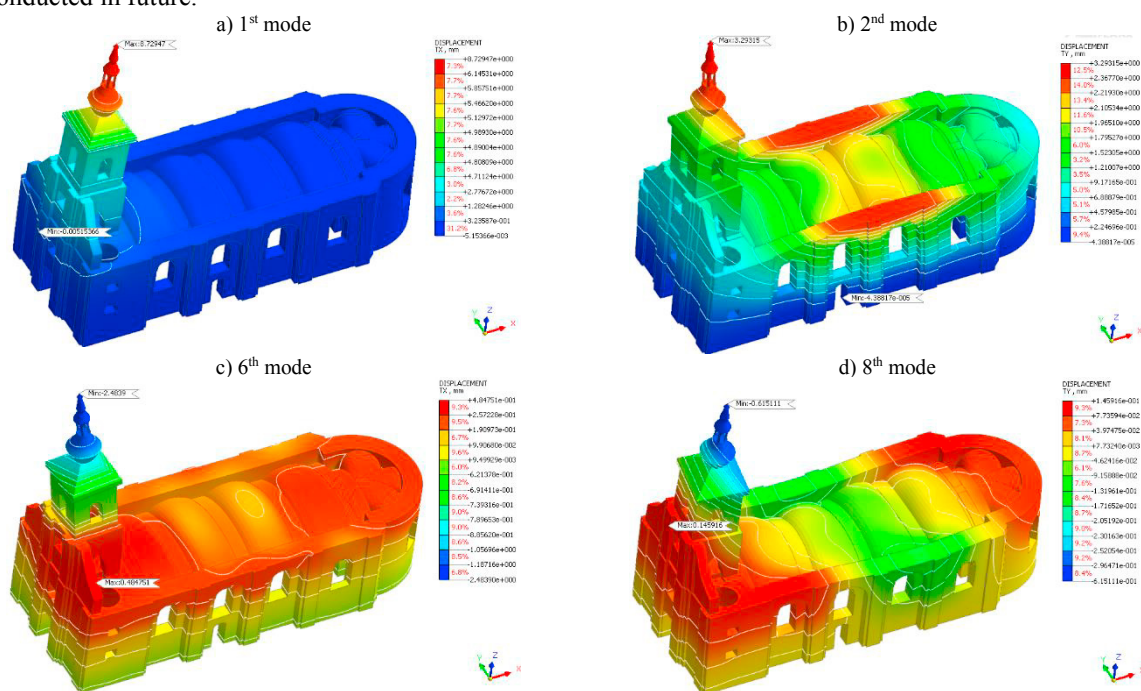 onducted in future.
a) 1st mode
b) 2nd mode
Max:8.72947
DISPLACEMENT
TX, mm
+8.72947e+000
7.3%
+6.14531e+000
7.7%
+5.85751e+000
7.7%
+5.46620e+000
7.6%
+5.12972e+000
7.7%
+4.98930e+000
7.6%
+4.89004e+000
7.6%
+4.80809e+000
6.8%
+4.71124e+000
3.0%
+2.77672e+000
2.2%
+1.28246e+000
3.6%
+3.23587e-001
31.2%
-5.15366e-003
Min:-0.00515366
Y Z X
Max:3.29315
DISPLACEMENT
TY, mm
+3.29315e+000
12.5%
+2.36770e+000
14.0%
+2.21930e+000
13.4%
+2.10534e+000
11.8%
+1.98510e+000
10.5%
+1.79527e+000
6.0%
+1.52305e+000
3.2%
+1.21007e+000
3.5%
+9.17165e-001
5.0%
+6.88879e-001
5.1%
+4.57985e-001
5.7%
+2.24696e-001
9.4%
-4.38817e-005
Min:-4.38817e-005
Y Z X
c) 6th mode
d) 8th mode
Min:-2.4839
DISPLACEMENT
TX, mm
+4.84751e-001
9.3%
+2.57228e-001
9.5%
+1.90973e-001
6.7%
+9.90680e-002
9.6%
+9.49929e-003
6.0%
-6.21378e-001
8.2%
-6.91411e-001
8.6%
-7.39316e-001
9.0%
-7.89653e-001
9.0%
-8.85620e-001
8.6%
-1.05696e+000
8.5%
-1.18716e+000
6.8%
-2.48390e+000
Max:0.484751
Y Z X
Min:-0.615111
DISPLACEMENT
TY, mm
+1.45916e-001
9.3%
+7.73594e-002
7.3%
+3.97475e-002
8.1%
-7.73240e-003
8.7%
-4.62416e-002
6.1%
-9.15888e-002
7.6%
-1.31961e-001
8.4%
-1.71652e-001
8.7%
-2.05192e-001
9.0%
-2.30163e-001
9.2%
-2.52054e-001
9.2%
-2.96471e-001
8.4%
-6.15111e-001
Max:0.145916
Y Z X